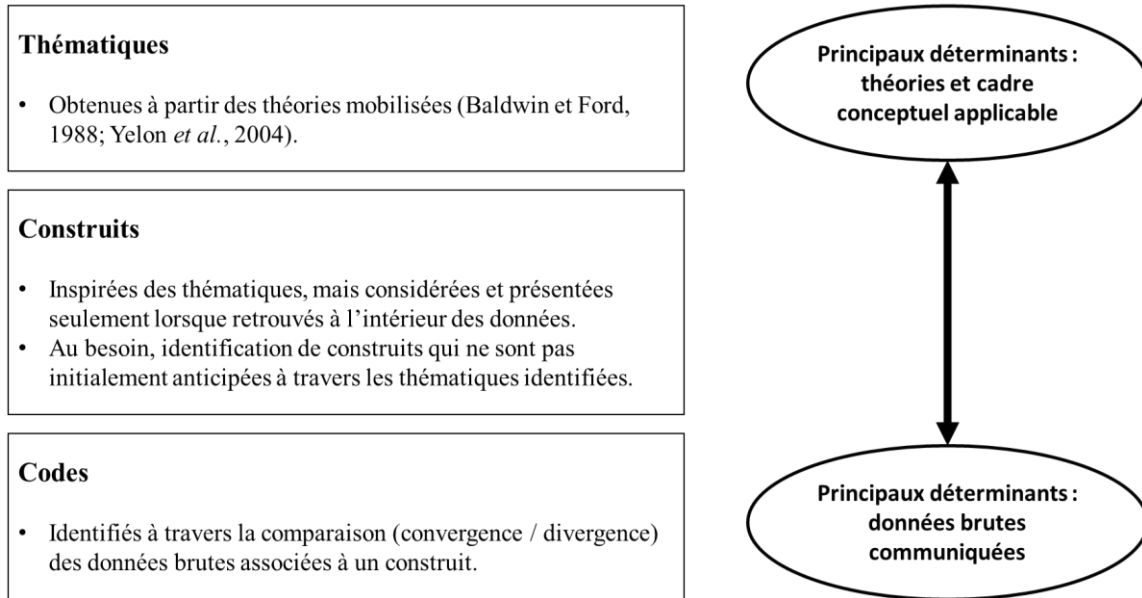 Thématiques
• Obtenues à partir des théories mobilisées (Baldwin et Ford,
1988; Yelon et al., 2004).
Construits
• Inspirées des thématiques, mais considérées et présentées
seulement lorsque retrouvés à l’intérieur des données.
• Au besoin, identification de construits qui ne sont pas
initialement anticipées à travers les thématiques identifiées.
Codes
• Identifiés à travers la comparaison (convergence / divergence)
des données brutes associées à un construit.
Principaux déterminants :
théories et cadre
conceptuel applicable
Principaux déterminants :
données brutes
communiquées